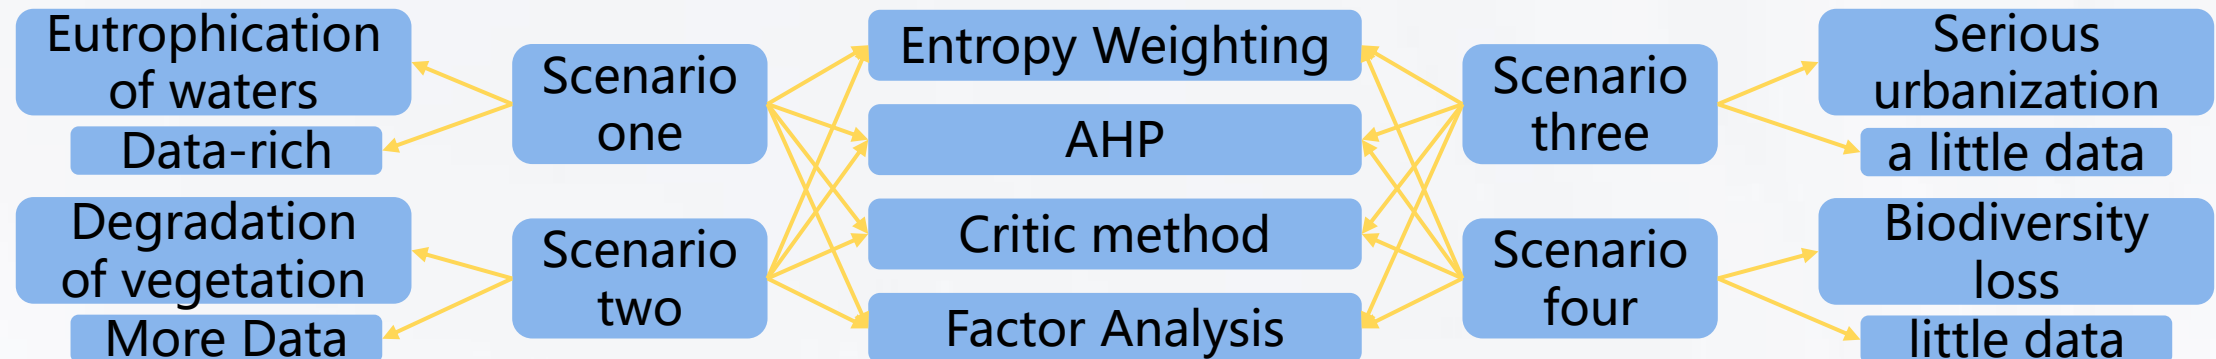 Eutrophication
of waters
Data-rich
Degradation
of vegetation
More Data
Scenario
one
Scenario
two
Entropy Weighting
AHP
Critic method
Factor Analysis
Scenario
three
Scenario
four
Serious
urbanization
a little data
Biodiversity
loss
little data